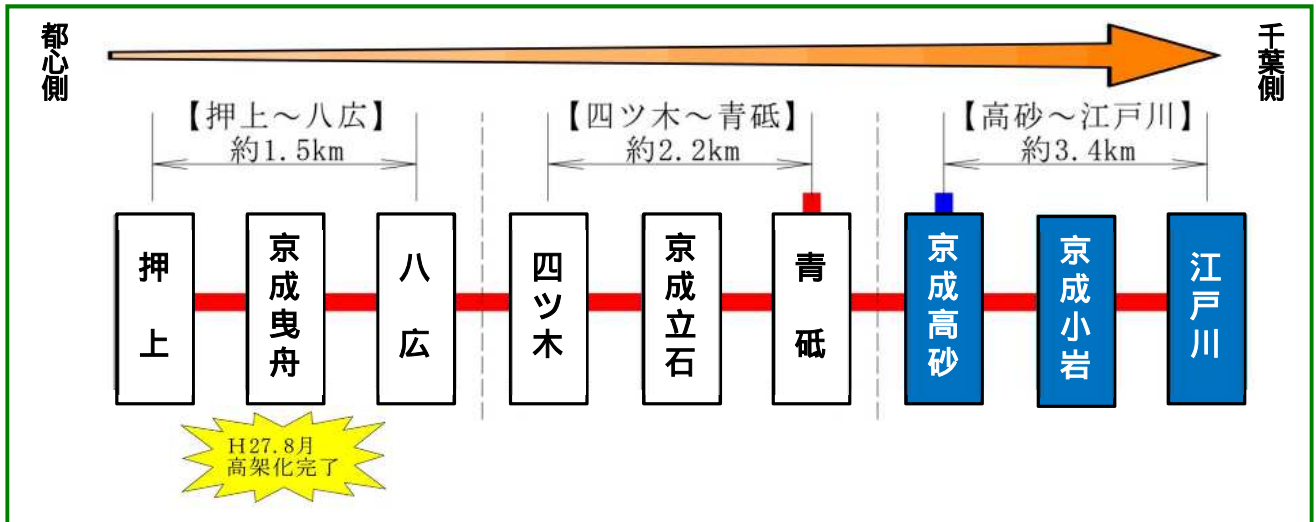 都心側
千葉側
【押上～八広】
約1.5km
【四ツ木～青砥】
約2.2km
【高砂～江戸川】
約3.4km
押上
京成曳舟
八広
四ツ木
京成立石
青砥
京成高砂
京成小岩
江戸川
H27.8月
高架化完了